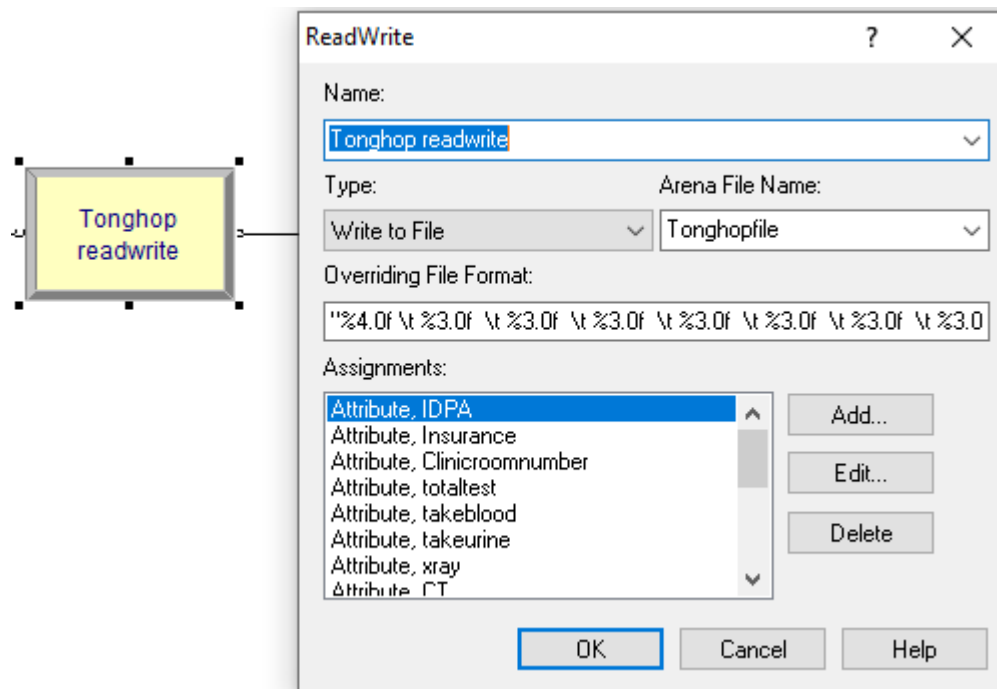 ReadWrite ? ×
Name:
Tonghop readwrite
Tonghop
readwrite
Type: Arena File Name:
Write to File Tonghopfile
Overriding File Format:
"%4.0f \t %3.0f \t %3.0f \t %3.0f \t %3.0f \t %3.0f \t %3.0f \t %3.0
Assignments:
Attribute, IDPA
Attribute, Insurance
Attribute, Clinicroomnumber
Attribute, totaltest
Attribute, takeblood
Attribute, takeurine
Attribute, xray
Attribute, CT
Add...
Edit...
Delete
OK Cancel Help